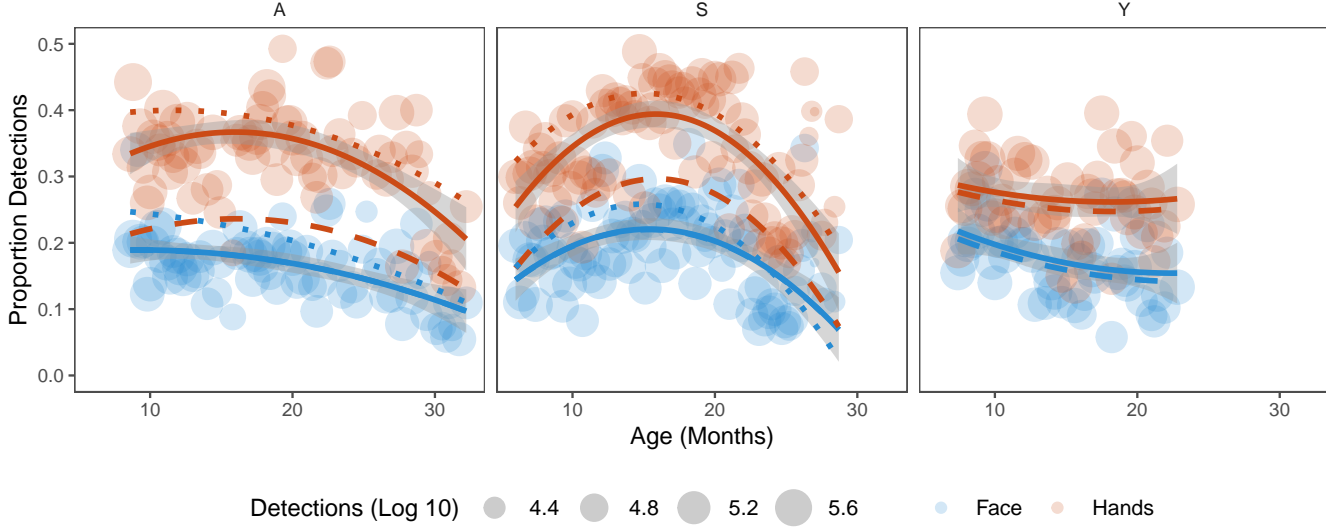 A S Y
0.5
0.4
0.3
0.2
0.1
0.0
Proportion Detections
10 20 30 10 20 30 10 20 30
Age (Months)
Detections (Log 10) 4.4 4.8 5.2 5.6 Face Hands